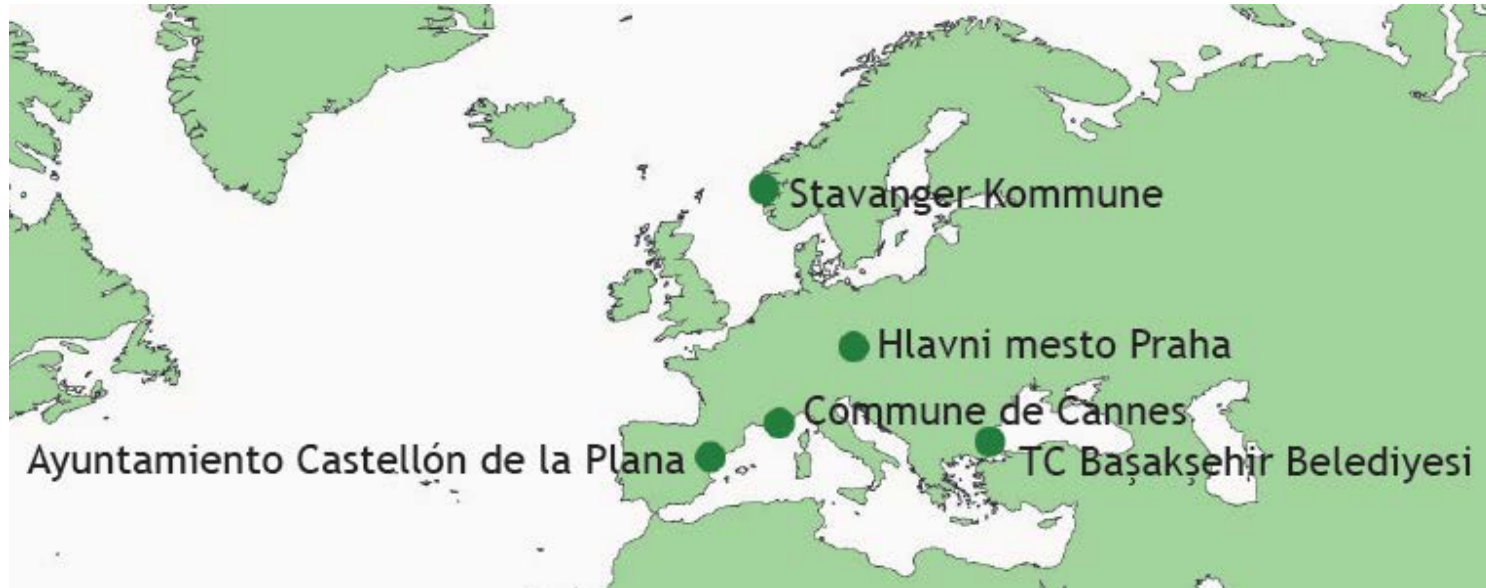 Stavanger Kommune
Hlavni mesto Praha
Commune de Cannes
Ayuntamiento Castellón de la Plana
TC Başakşehir Belediyesi